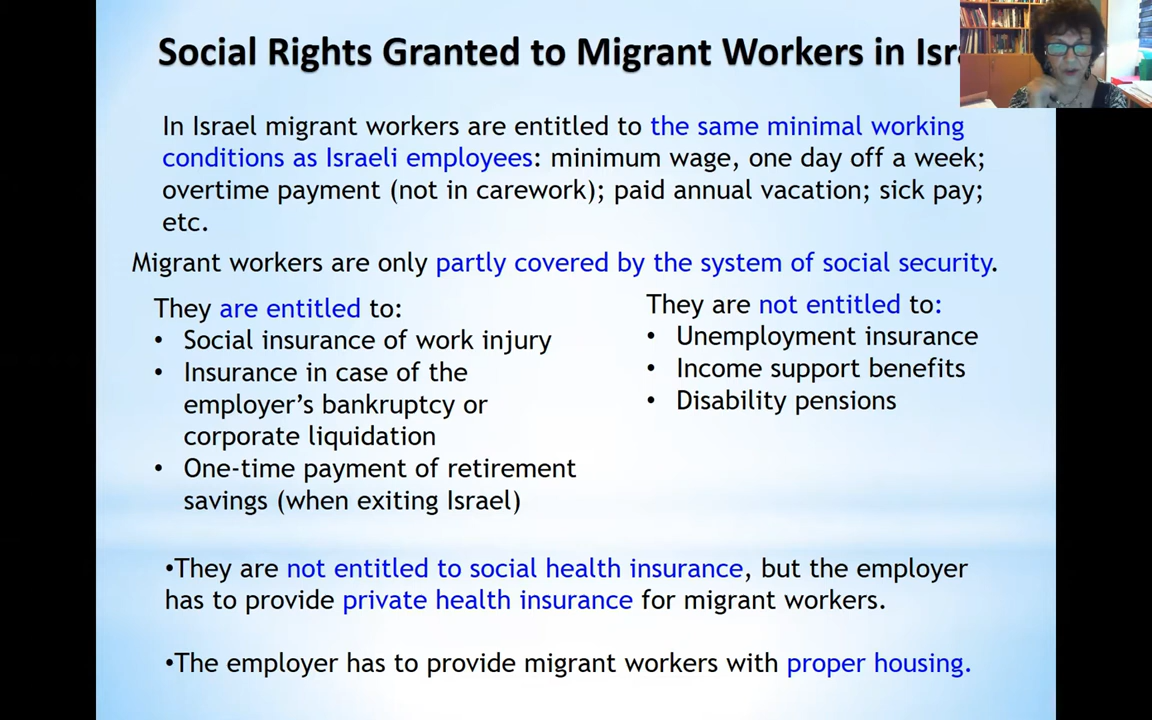 Social Rights Granted to Migrant Workers in
In Israel migrant workers are entitled to the same minimal working
conditions as Israeli employees: minimum wage, one day off a week;
overtime payment (not in carework); paid annual vacation; sick pay;
etc.
Migrant workers are only partly covered by the system of social security.
They are entitled to:
• Social insurance of work injury
• Insurance in case of the
employer’s bankruptcy or
corporate liquidation
• One-time payment of retirement
savings (when exiting Israel)
They are not entitled to:
• Unemployment insurance
• Income support benefits
• Disability pensions
•They are not entitled to social health insurance, but the employer
has to provide private health insurance for migrant workers.
•The employer has to provide migrant workers with proper housing.